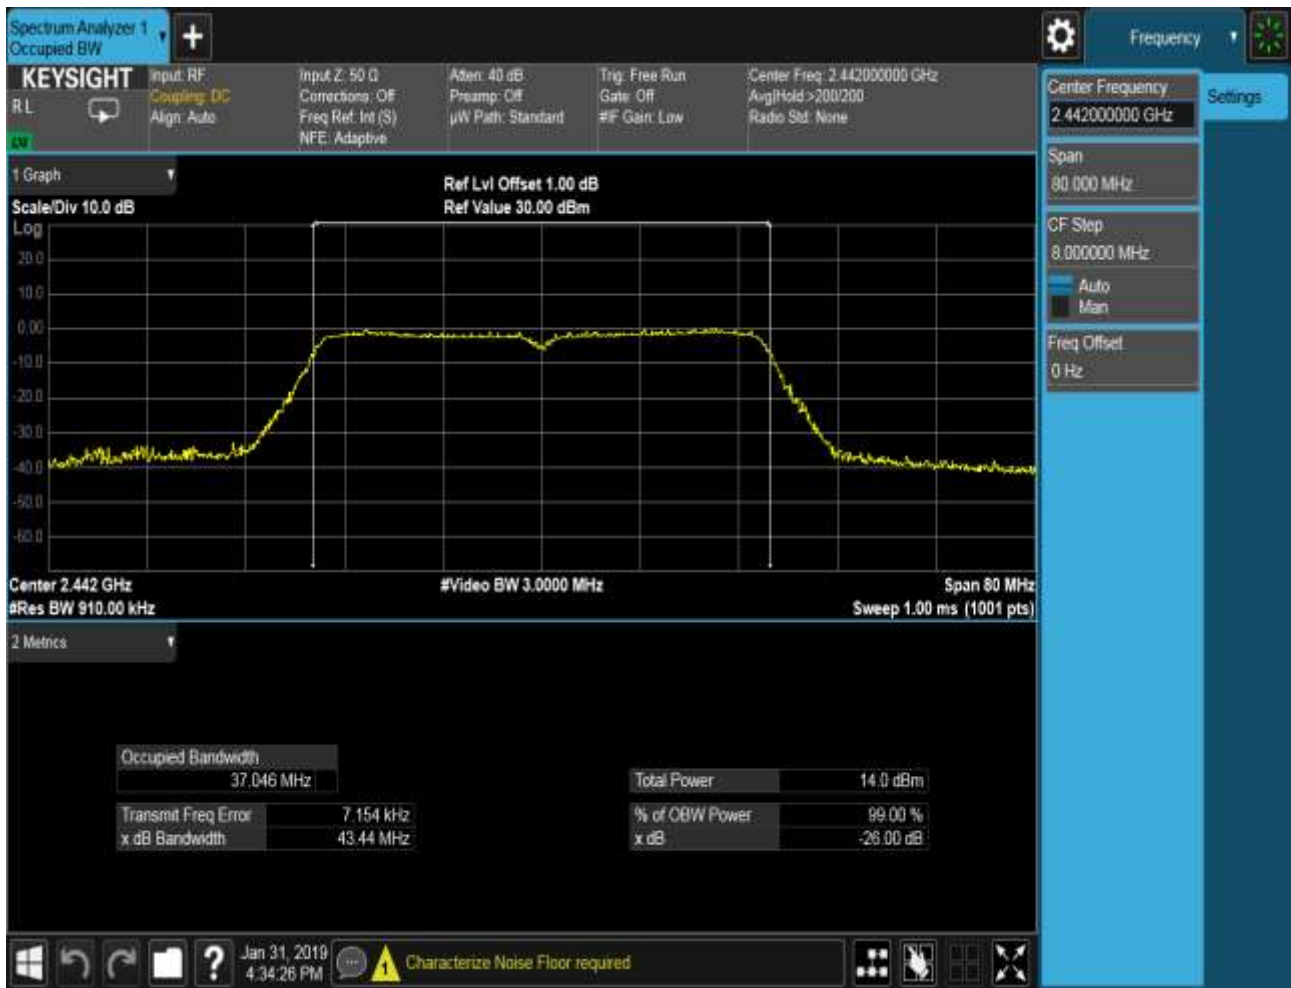 Spectrum Analyzer 1
Occupied BW
Frequency
KEYSIGHT
R L
Input: RF
Coupling: DC
Align: Auto
Input Z: 50 Ω
Corrections: Off
Freq Ref: Int (S)
NFE: Adaptive
Atten: 40 dB
Preamp: Off
µW Path: Standard
Trig: Free Run
Gate: Off
#IF Gain: Low
Center Freq: 2.442000000 GHz
Avg|Hold:>200/200
Radio Std: None
Center Frequency
2.442000000 GHz
Settings
Span
80.000 MHz
CF Step
8.000000 MHz
Auto
Man
Freq Offset
0 Hz
1 Graph
Scale/Div 10.0 dB
Ref Lvl Offset 1.00 dB
Ref Value 30.00 dBm
Log
20.0
10.0
0.00
-10.0
-20.0
-30.0
-40.0
-50.0
-60.0
Center 2.442 GHz
#Video BW 3.0000 MHz
Span 80 MHz
#Res BW 910.00 kHz
Sweep 1.00 ms (1001 pts)
2 Metrics
Occupied Bandwidth
37.046 MHz
Transmit Freq Error 7.154 kHz
x dB Bandwidth 43.44 MHz
Total Power 14.0 dBm
% of OBW Power 99.00 %
x dB -26.00 dB
?
Jan 31, 2019
4:34:26 PM
1
Characterize Noise Floor required